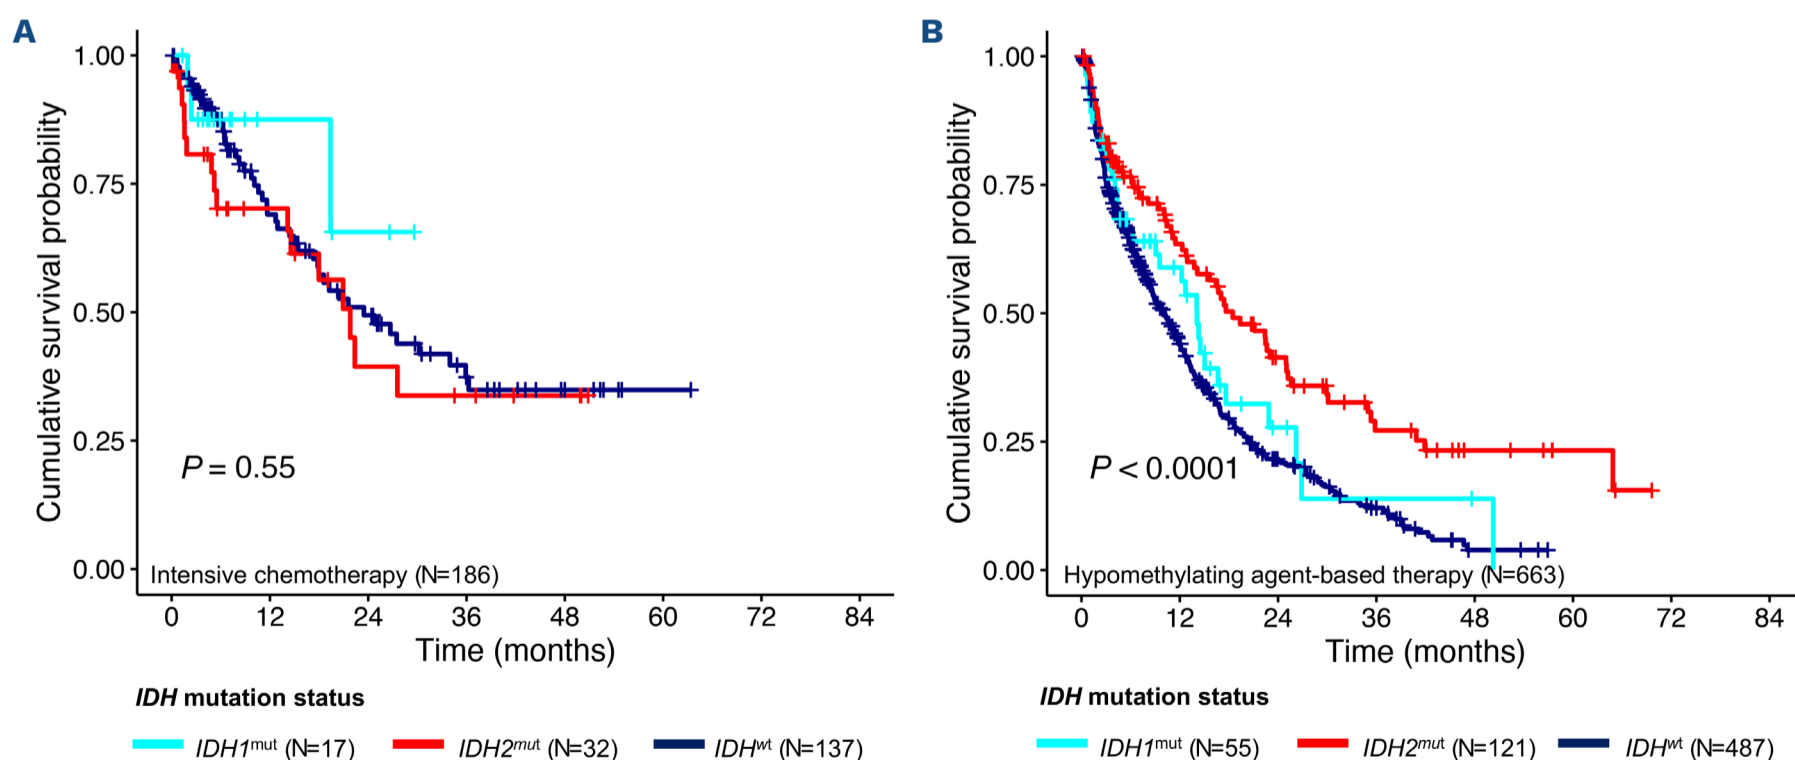 A
Cumulative survival probability
1.00
0.75
0.50
0.25
0.00
P = 0.55
Intensive chemotherapy (N=186)
0 12 24 36 48 60 72 84
Time (months)
IDH mutation status
IDH1mut (N=17) IDH2mut (N=32) IDHwt (N=137)
B
Cumulative survival probability
1.00
0.75
0.50
0.25
0.00
P < 0.0001
Hypomethylating agent-based therapy (N=663)
0 12 24 36 48 60 72 84
Time (months)
IDH mutation status
IDH1mut (N=55) IDH2mut (N=121) IDHwt (N=487)